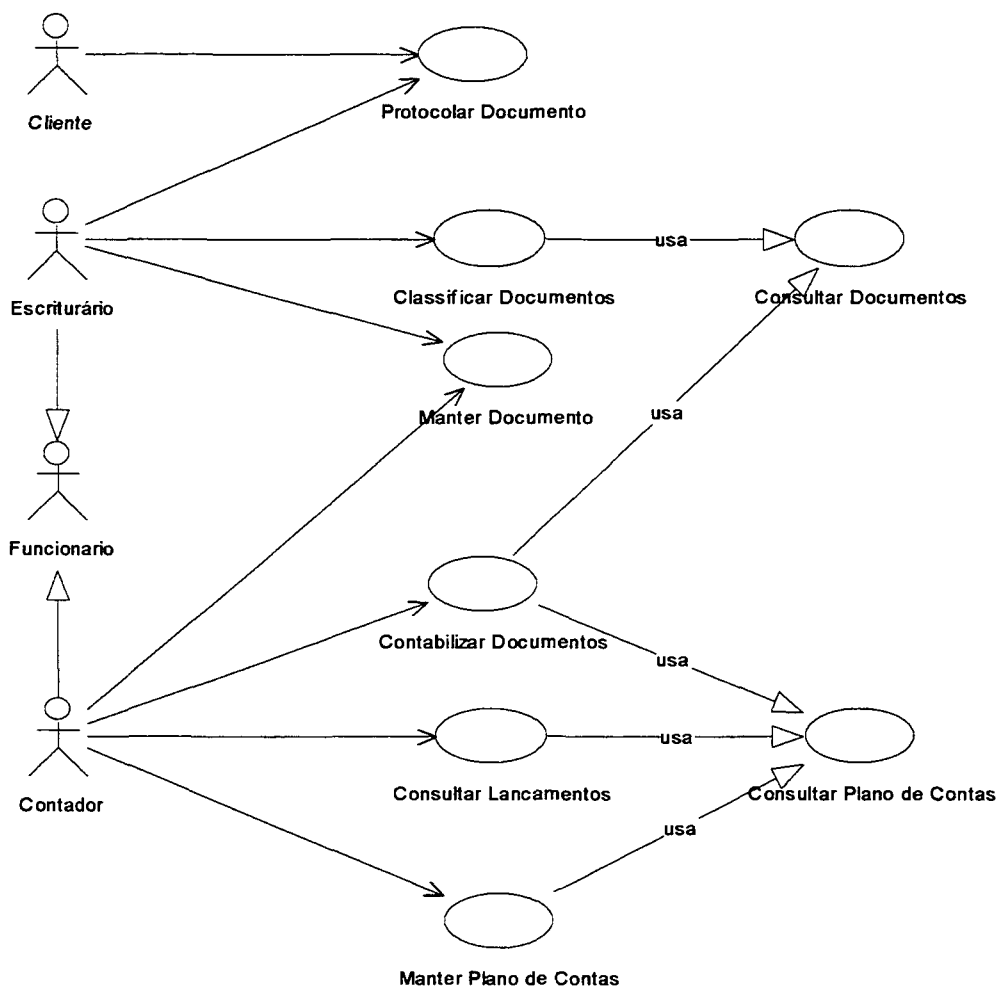 Cliente
Protocolar Documento
Escriturário
Classificar Documentos
usa
Consultar Documentos
Manter Documento
usa
Funcionario
Contabilizar Documentos
usa
Contador
Consultar Lancamentos
usa
Consultar Plano de Contas
usa
Manter Plano de Contas